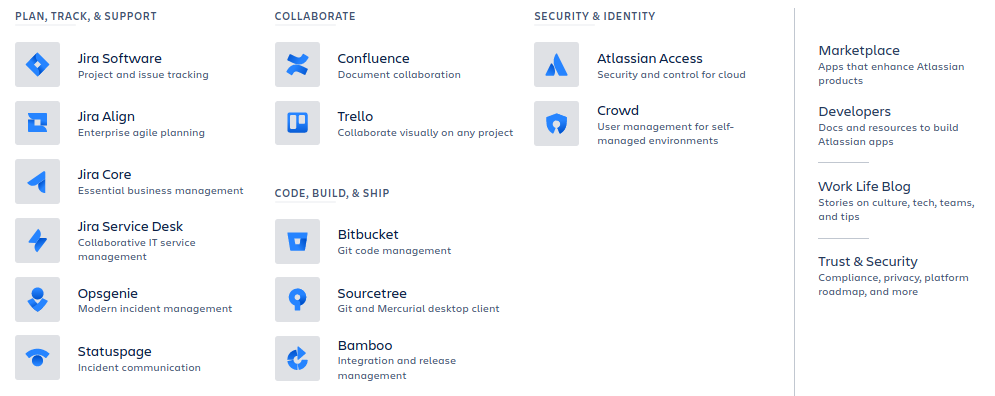 PLAN, TRACK, & SUPPORT
Jira Software
Project and issue tracking
Jira Align
Enterprise agile planning
Jira Core
Essential business management
Jira Service Desk
Collaborative IT service
management
Opsgenie
Modern incident management
Statuspage
Incident communication
COLLABORATE
Confluence
Document collaboration
Trello
Collaborate visually on any project
CODE, BUILD, & SHIP
Bitbucket
Git code management
Sourcetree
Git and Mercurial desktop client
Bamboo
Integration and release
management
SECURITY & IDENTITY
Atlassian Access
Security and control for cloud
Crowd
User management for self-
managed environments
Marketplace
Apps that enhance Atlassian
products
Developers
Docs and resources to build
Atlassian apps
Work Life Blog
Stories on culture, tech, teams,
and tips
Trust & Security
Compliance, privacy, platform
roadmap, and more